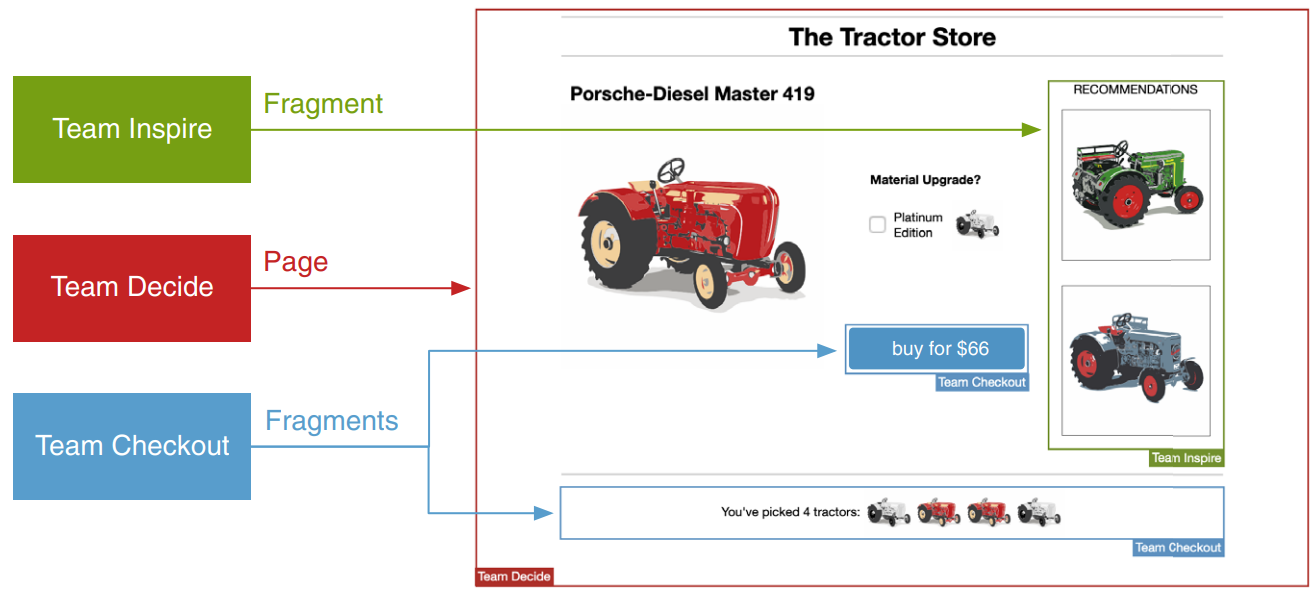 The Tractor Store
Team Inspire
Fragment
Team Decide
Page
Team Checkout
Fragments
Porsche-Diesel Master 419
Material Upgrade?
Platinum
Edition
buy for $66
Team Checkout
RECOMMENDATIONS
Team Inspire
You've picked 4 tractors:
Team Checkout
Team Decide